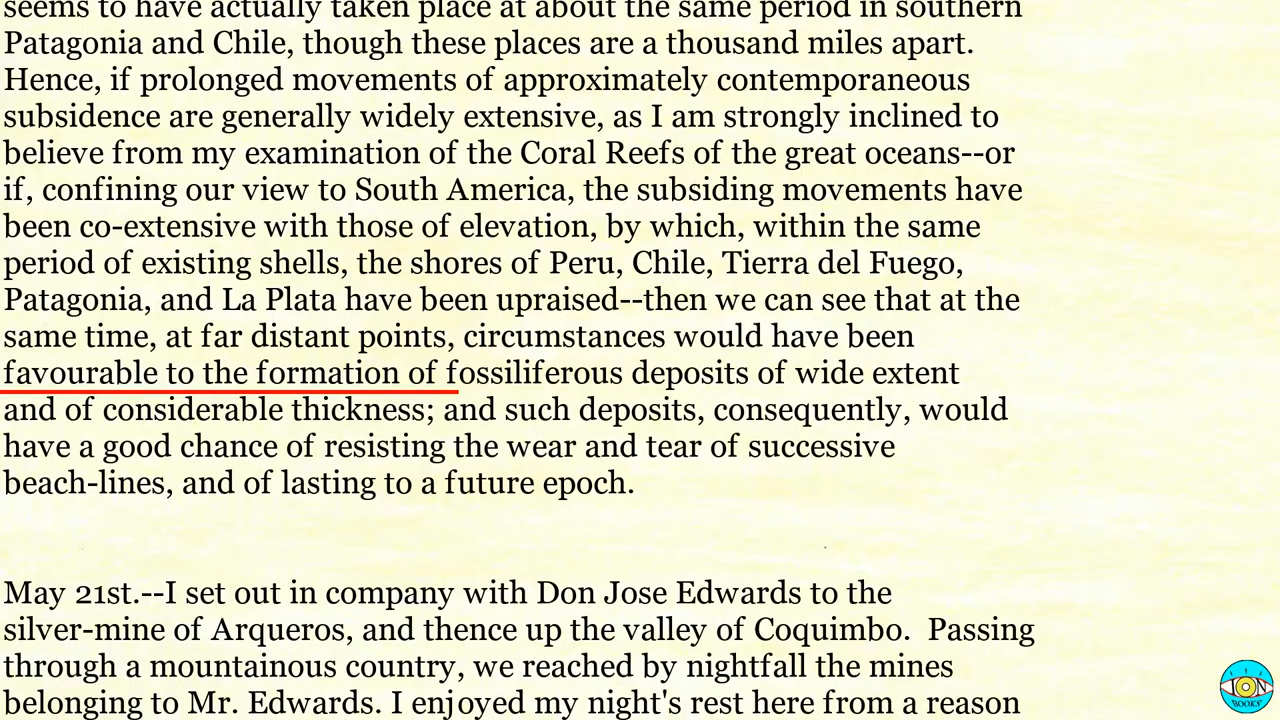 seems to have actually taken place at about the same period in southern
Patagonia and Chile, though these places are a thousand miles apart.
Hence, if prolonged movements of approximately contemporaneous
subsidence are generally widely extensive, as I am strongly inclined to
believe from my examination of the Coral Reefs of the great oceans--or
if, confining our view to South America, the subsiding movements have
been co-extensive with those of elevation, by which, within the same
period of existing shells, the shores of Peru, Chile, Tierra del Fuego,
Patagonia, and La Plata have been upraised--then we can see that at the
same time, at far distant points, circumstances would have been
favourable to the formation of fossiliferous deposits of wide extent
and of considerable thickness; and such deposits, consequently, would
have a good chance of resisting the wear and tear of successive
beach-lines, and of lasting to a future epoch.
May 21st.--I set out in company with Don Jose Edwards to the
silver-mine of Arqueros, and thence up the valley of Coquimbo.  Passing
through a mountainous country, we reached by nightfall the mines
belonging to Mr. Edwards. I enjoyed my night's rest here from a reason
ION
BOOKS